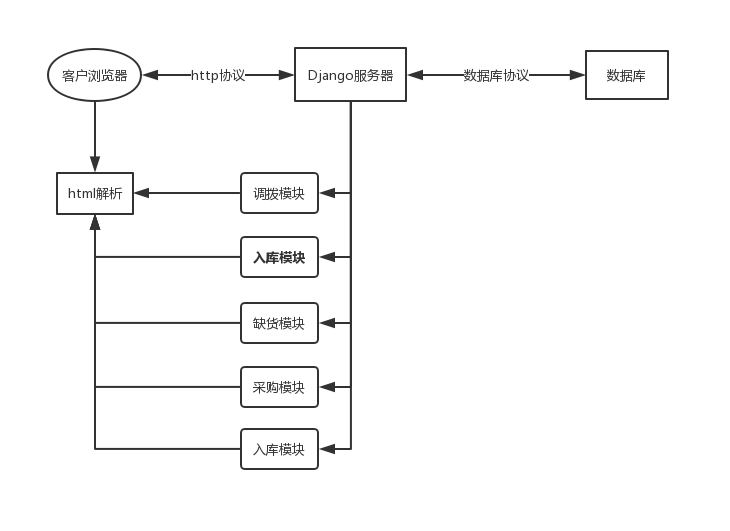 客户浏览器
http协议
Django服务器
数据库协议
数据库
html解析
调拨模块
入库模块
缺货模块
采购模块
入库模块